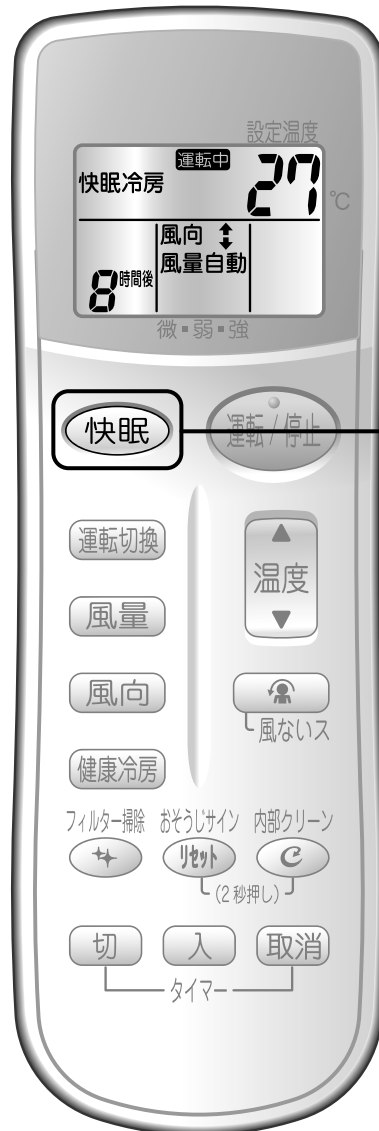 設定温度
快眠冷房 運転中 27 ℃
風向
8時間後 風量自動
微・弱・強
快眠 運転/停止
運転切換
温度
風量
風向
風ないス
健康冷房
フィルター掃除 おそうじサイン 内部クリーン
リセット
(2秒押し)
切 入 取消
タイマー